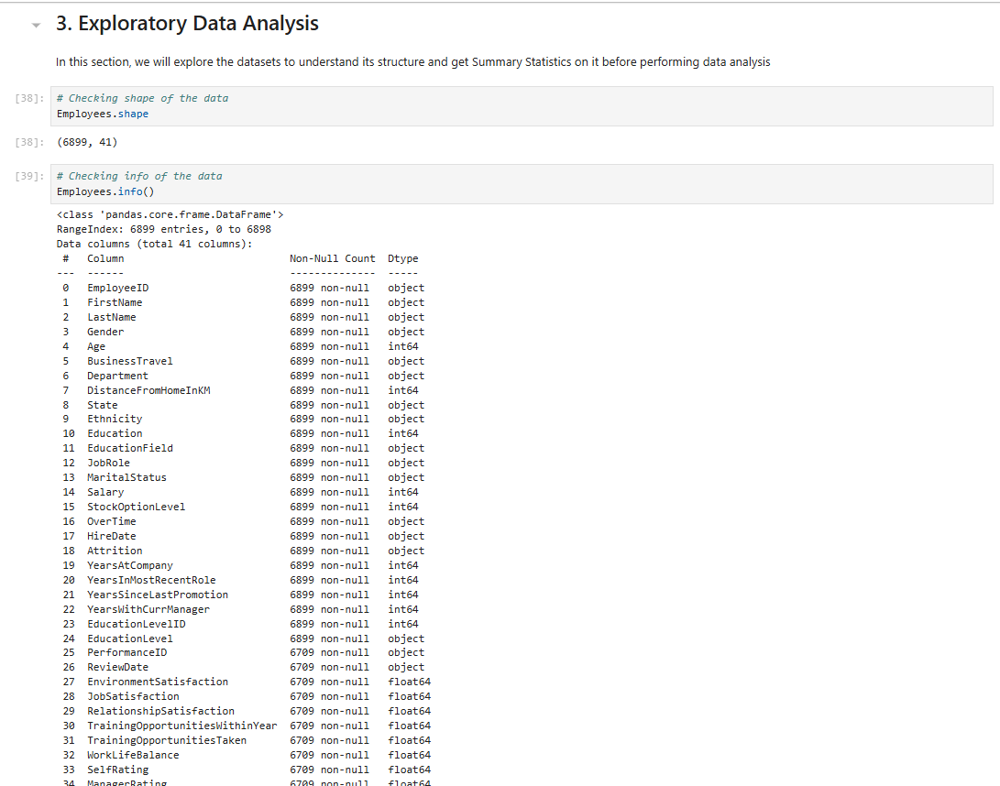 3. Exploratory Data Analysis
In this section, we will explore the datasets to understand its structure and get Summary Statistics on it before performing data analysis
[38]: # Checking shape of the data
Employees.shape
[38]: (6899, 41)
[39]: # Checking info of the data
Employees.info()
<class 'pandas.core.frame.DataFrame'>
RangeIndex: 6899 entries, 0 to 6898
Data columns (total 41 columns):
# Column Non-Null Count Dtype
--- ------ -------------- -----
0 EmployeeID 6899 non-null object
1 FirstName 6899 non-null object
2 LastName 6899 non-null object
3 Gender 6899 non-null object
4 Age 6899 non-null int64
5 BusinessTravel 6899 non-null object
6 Department 6899 non-null object
7 DistanceFromHomeInKM 6899 non-null int64
8 State 6899 non-null object
9 Ethnicity 6899 non-null object
10 Education 6899 non-null int64
11 EducationField 6899 non-null object
12 JobRole 6899 non-null object
13 MaritalStatus 6899 non-null object
14 Salary 6899 non-null int64
15 StockOptionLevel 6899 non-null int64
16 OverTime 6899 non-null object
17 HireDate 6899 non-null object
18 Attrition 6899 non-null object
19 YearsAtCompany 6899 non-null int64
20 YearsInMostRecentRole 6899 non-null int64
21 YearsSinceLastPromotion 6899 non-null int64
22 YearsWithCurrManager 6899 non-null int64
23 EducationLevelID 6899 non-null int64
24 EducationLevel 6899 non-null object
25 PerformanceID 6709 non-null object
26 ReviewDate 6709 non-null object
27 EnvironmentSatisfaction 6709 non-null float64
28 JobSatisfaction 6709 non-null float64
29 RelationshipSatisfaction 6709 non-null float64
30 TrainingOpportunitiesWithinYear 6709 non-null float64
31 TrainingOpportunitiesTaken 6709 non-null float64
32 WorkLifeBalance 6709 non-null float64
33 SelfRating 6709 non-null float64
34 ManagerRating 6709 non-null float64